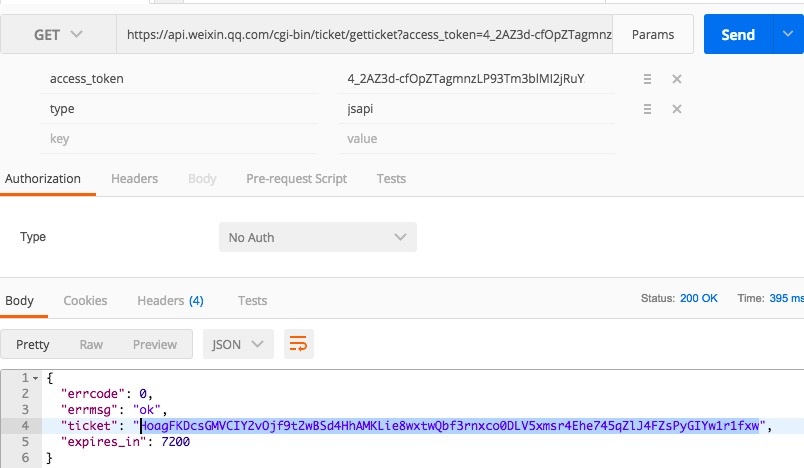 GET https://api.weixin.qq.com/cgi-bin/ticket/getticket?access_token=4_2AZ3d-cfOpZTagmnz Params Send
access_token 4_2AZ3d-cfOpZTagmnzLP93Tm3blMI2jRuY
type jsapi
key value
Authorization Headers Body Pre-request Script Tests
Type No Auth
Body Cookies Headers (4) Tests Status: 200 OK Time: 395 ms
Pretty Raw Preview JSON
1 {
2 "errcode": 0,
3 "errmsg": "ok",
4 "ticket": "HoagFKDcsGMVCIY2vOjf9t2wBSd4HhAMKLie8wxtwQbf3rnxco0DLV5xmsr4Ehe745qZlJ4FZsPyGIYw1r1fxw",
5 "expires_in": 7200
6 }